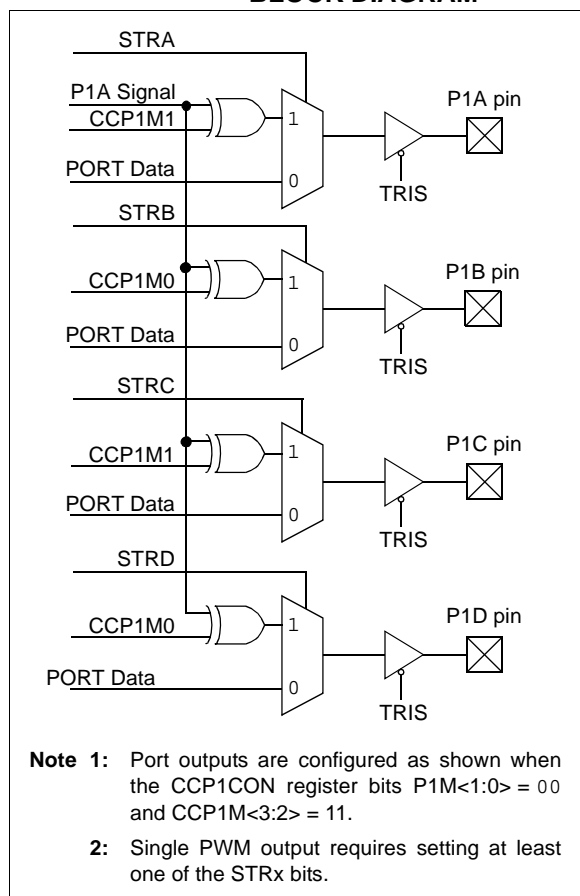 BLOCK DIAGRAM
STRA
P1A Signal
CCP1M1
1
P1A pin
PORT Data
0
TRIS
STRB
CCP1M0
1
P1B pin
PORT Data
0
TRIS
STRC
CCP1M1
1
P1C pin
PORT Data
0
TRIS
STRD
CCP1M0
1
P1D pin
PORT Data
0
TRIS
Note 1: Port outputs are configured as shown when
the CCP1CON register bits P1M<1:0> = 00
and CCP1M<3:2> = 11.
2: Single PWM output requires setting at least
one of the STRx bits.